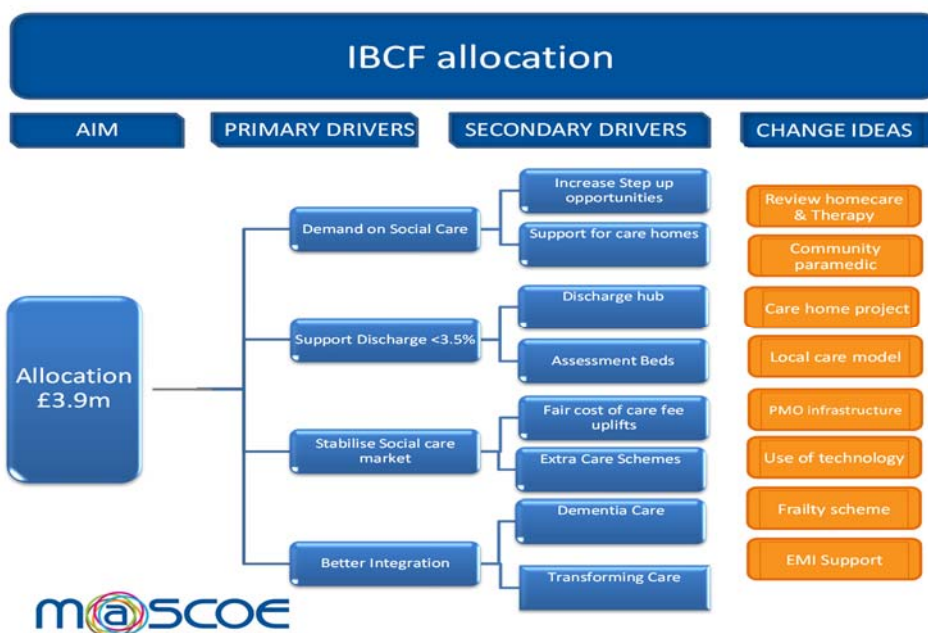 IBCF allocation
AIM
PRIMARY DRIVERS
SECONDARY DRIVERS
CHANGE IDEAS
Allocation
£3.9m
Demand on Social Care
Support Discharge <3.5%
Stabilise Social care
market
Better Integration
Increase Step up
opportunities
Support for care homes
Discharge hub
Assessment Beds
Fair cost of care fee
uplifts
Extra Care Schemes
Dementia Care
Transforming Care
Review homecare
& Therapy
Community
paramedic
Care home project
Local care model
PMO infrastructure
Use of technology
Frailty scheme
EMI Support
m@SCOE